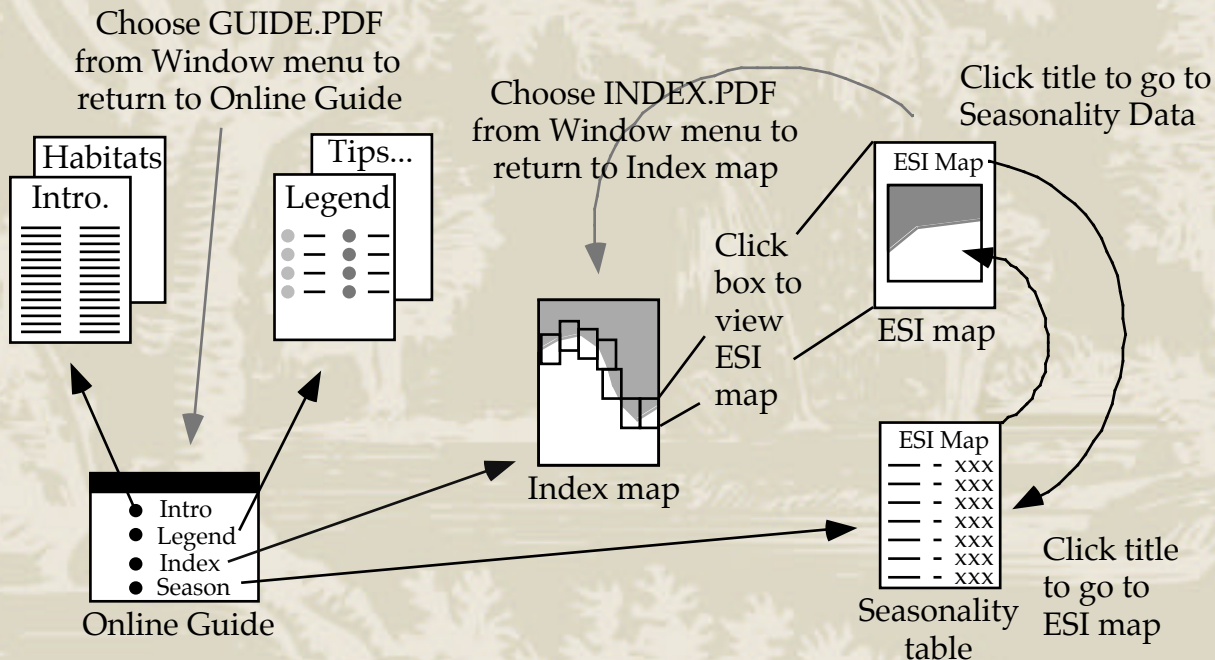 Choose GUIDE.PDF
from Window menu to
return to Online Guide
Habitats
Intro.
Tips...
Legend
Choose INDEX.PDF
from Window menu to
return to Index map
Click title to go to
Seasonality Data
ESI Map
ESI map
Click
box to
view
ESI
map
Index map
Intro
Legend
Index
Season
Online Guide
ESI Map
— - xxx
— - xxx
— - xxx
— - xxx
— - xxx
— - xxx
— - xxx
Seasonality
table
Click title
to go to
ESI map